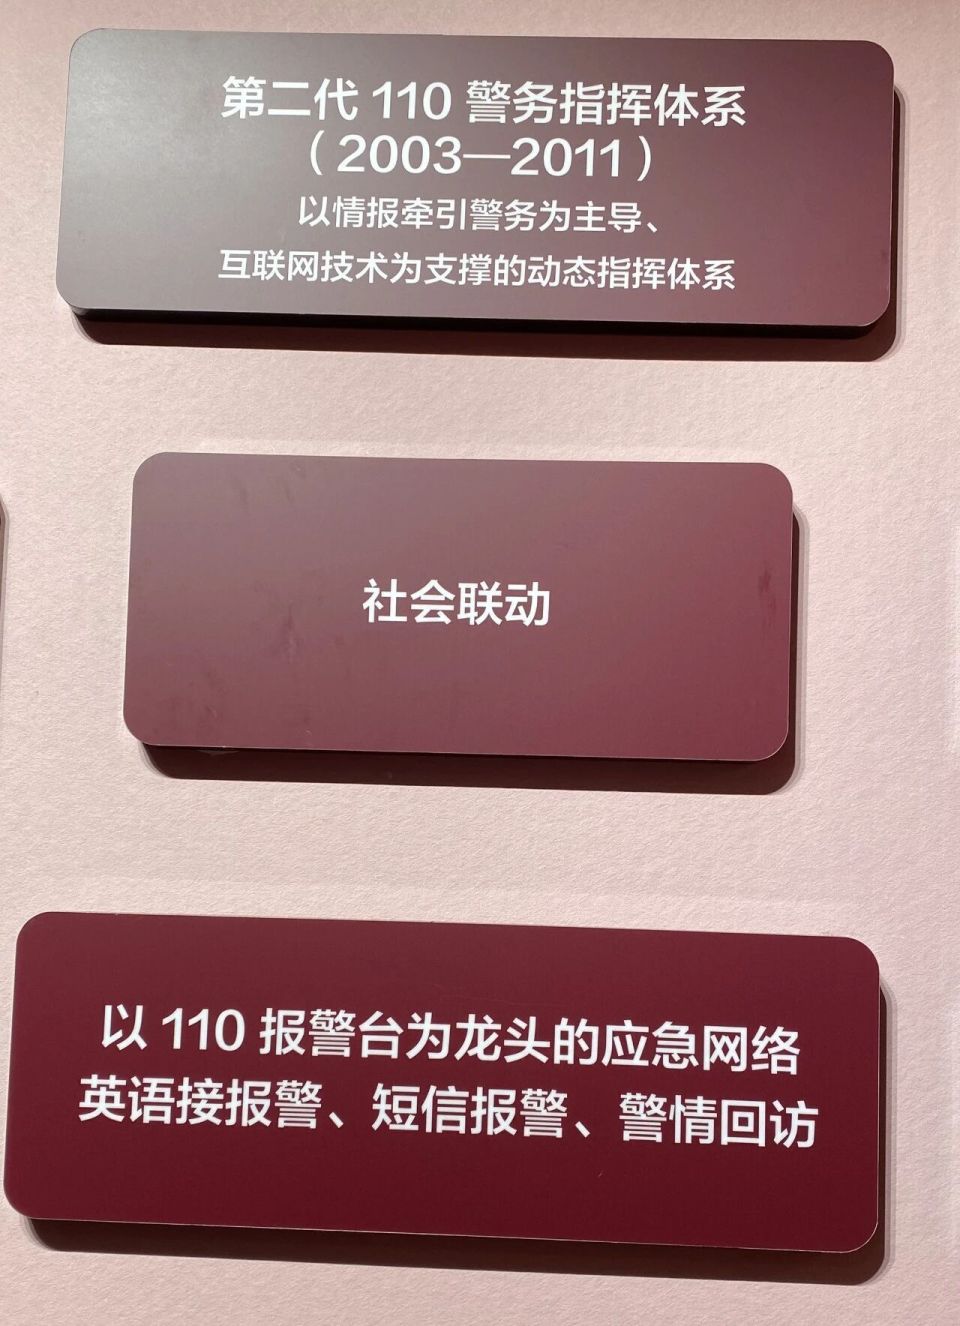 第二代 110 警务指挥体系
（2003—2011）
以情报牵引警务为主导、
互联网技术为支撑的动态指挥体系
社会联动
以 110 报警台为龙头的应急网络
英语接报警、短信报警、警情回访